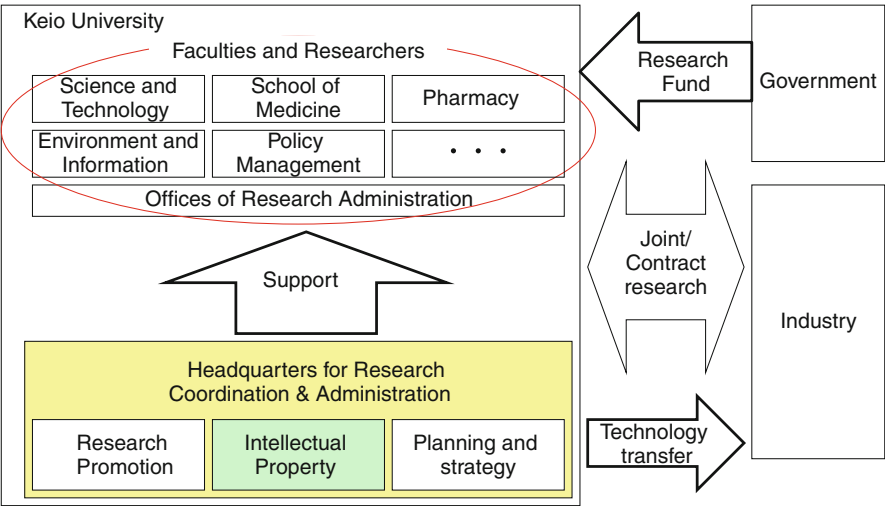 Keio University
Faculties and Researchers
Science and
Technology
School of
Medicine
Pharmacy
Environment and
Information
Policy
Management
· · ·
Offices of Research Administration
Support
Headquarters for Research
Coordination & Administration
Research
Promotion
Intellectual
Property
Planning and
strategy
Research
Fund
Government
Joint/
Contract
research
Industry
Technology
transfer